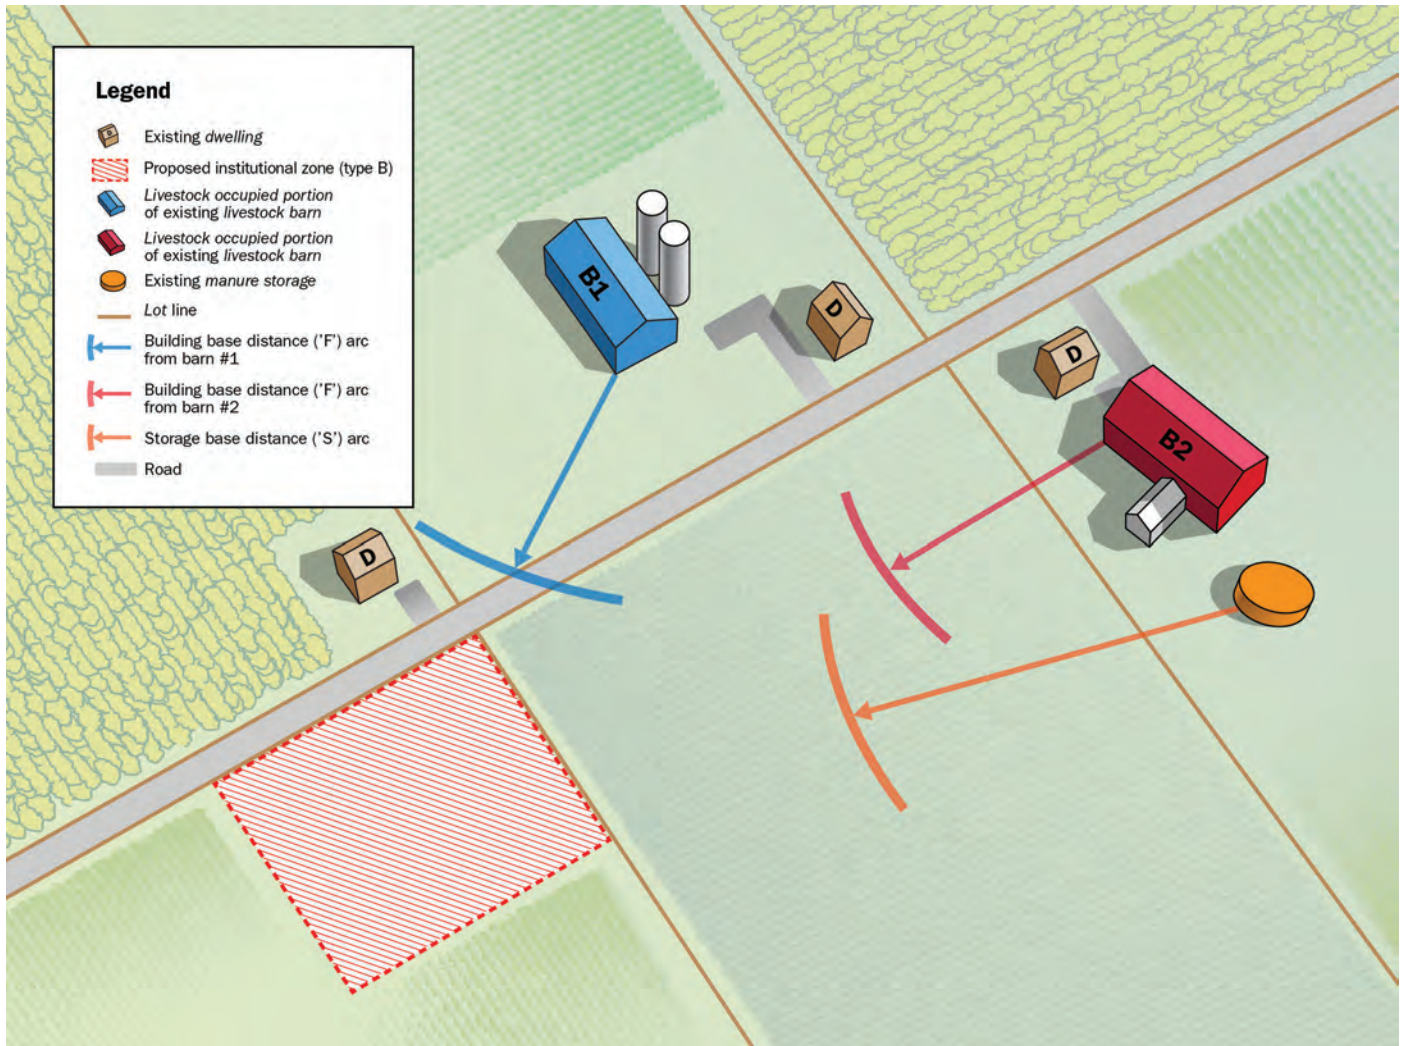 Legend
D
Existing dwelling
Proposed institutional zone (type B)
Livestock occupied portion
of existing livestock barn
Livestock occupied portion
of existing livestock barn
Existing manure storage
Lot line
Building base distance ('F') arc
from barn #1
Building base distance ('F') arc
from barn #2
Storage base distance ('S') arc
Road
B1
D
D
B2
D